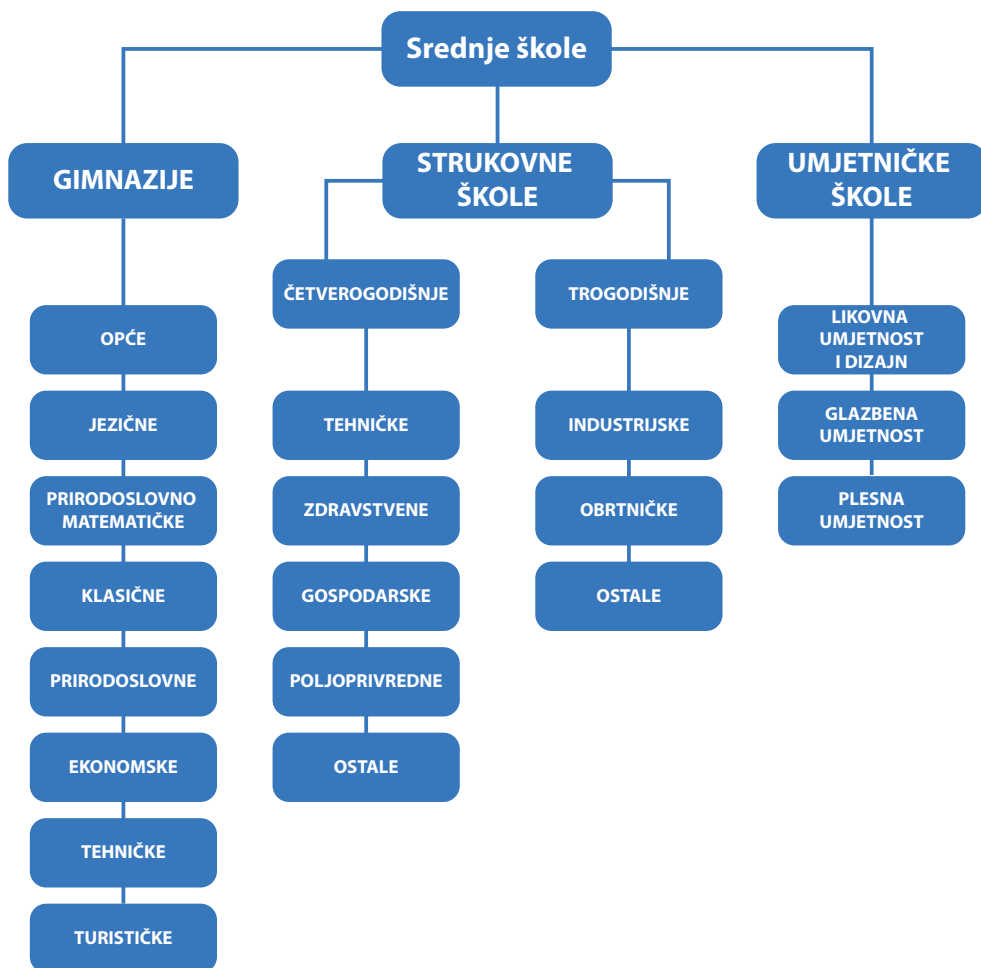 Srednje škole
GIMNAZIJE
OPĆE
JEZIČNE
PRIRODOSLOVNO
MATEMATIČKE
KLASIČNE
PRIRODOSLOVNE
EKONOMSKE
TEHNIČKE
TURISTIČKE
STRUKOVNE
ŠKOLE
ČETVEROGODIŠNJE
TEHNIČKE
ZDRAVSTVENE
GOSPODARSKE
POLJOPRIVREDNE
OSTALE
TROGODIŠNJE
INDUSTRIJSKE
OBRTNIČKE
OSTALE
UMJETNIČKE
ŠKOLE
LIKOVNA
UMJETNOST
I DIZAJN
GLAZBENA
UMJETNOST
PLESNA
UMJETNOST